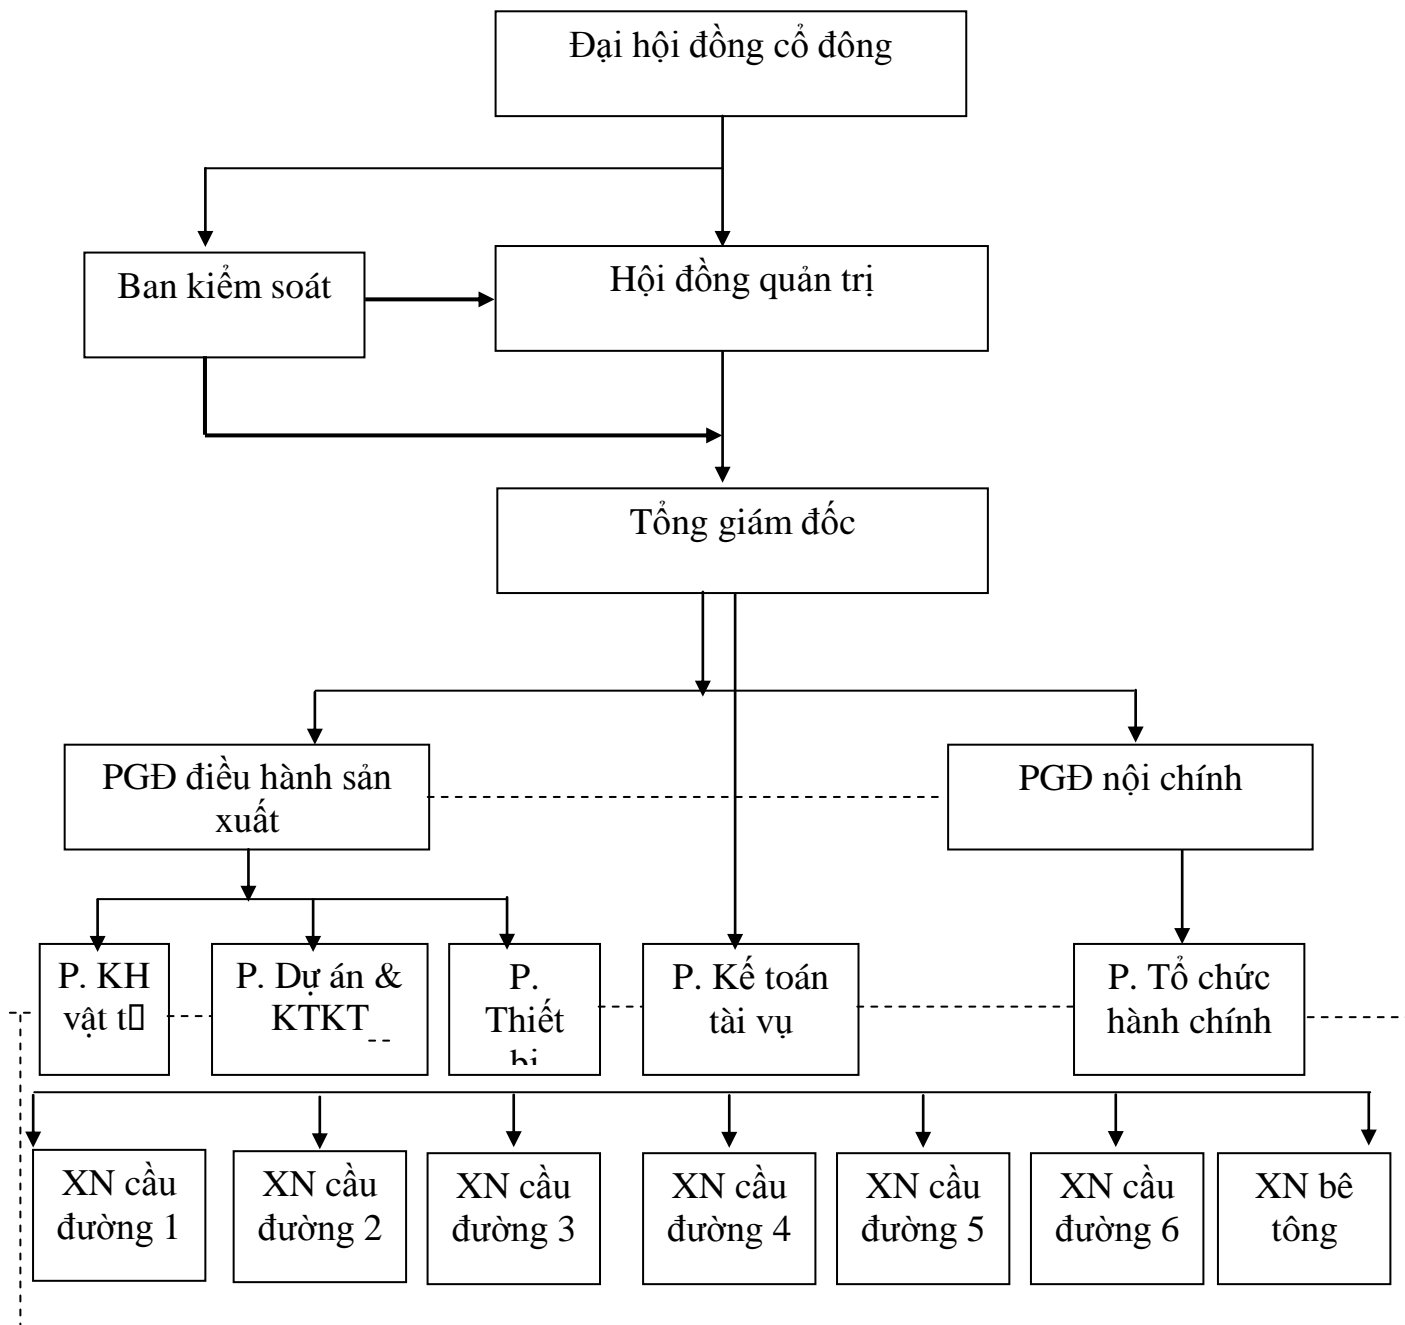 Đại hội đồng cổ đông
Ban kiểm soát
Hội đồng quản trị
Tổng giám đốc
PGĐ điều hành sản
xuất
PGĐ nội chính
P. KH
vật
P. Dự án &
KTKT
P.
Thiết
P. Kế toán
tài vụ
P. Tổ chức
hành chính
XN cầu
đường 1
XN cầu
đường 2
XN cầu
đường 3
XN cầu
đường 4
XN cầu
đường 5
XN cầu
đường 6
XN bê
tông